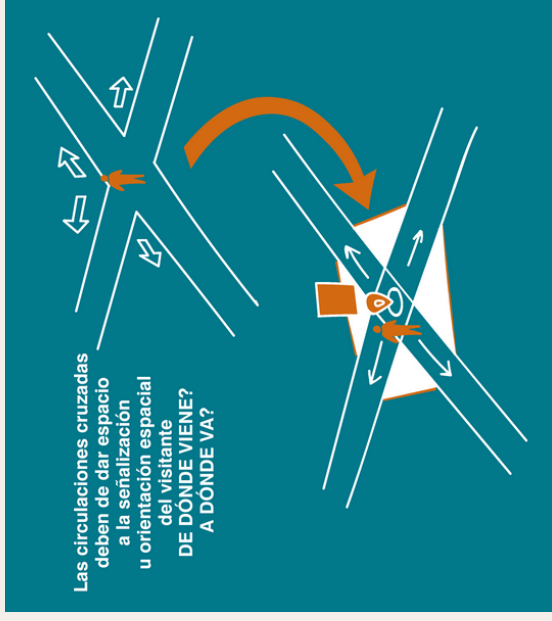 Las circulaciones cruzadas
deben de dar espacio
a la señalización
u orientación espacial
del visitante
DE DÓNDE VIENE?
A DÓNDE VA?